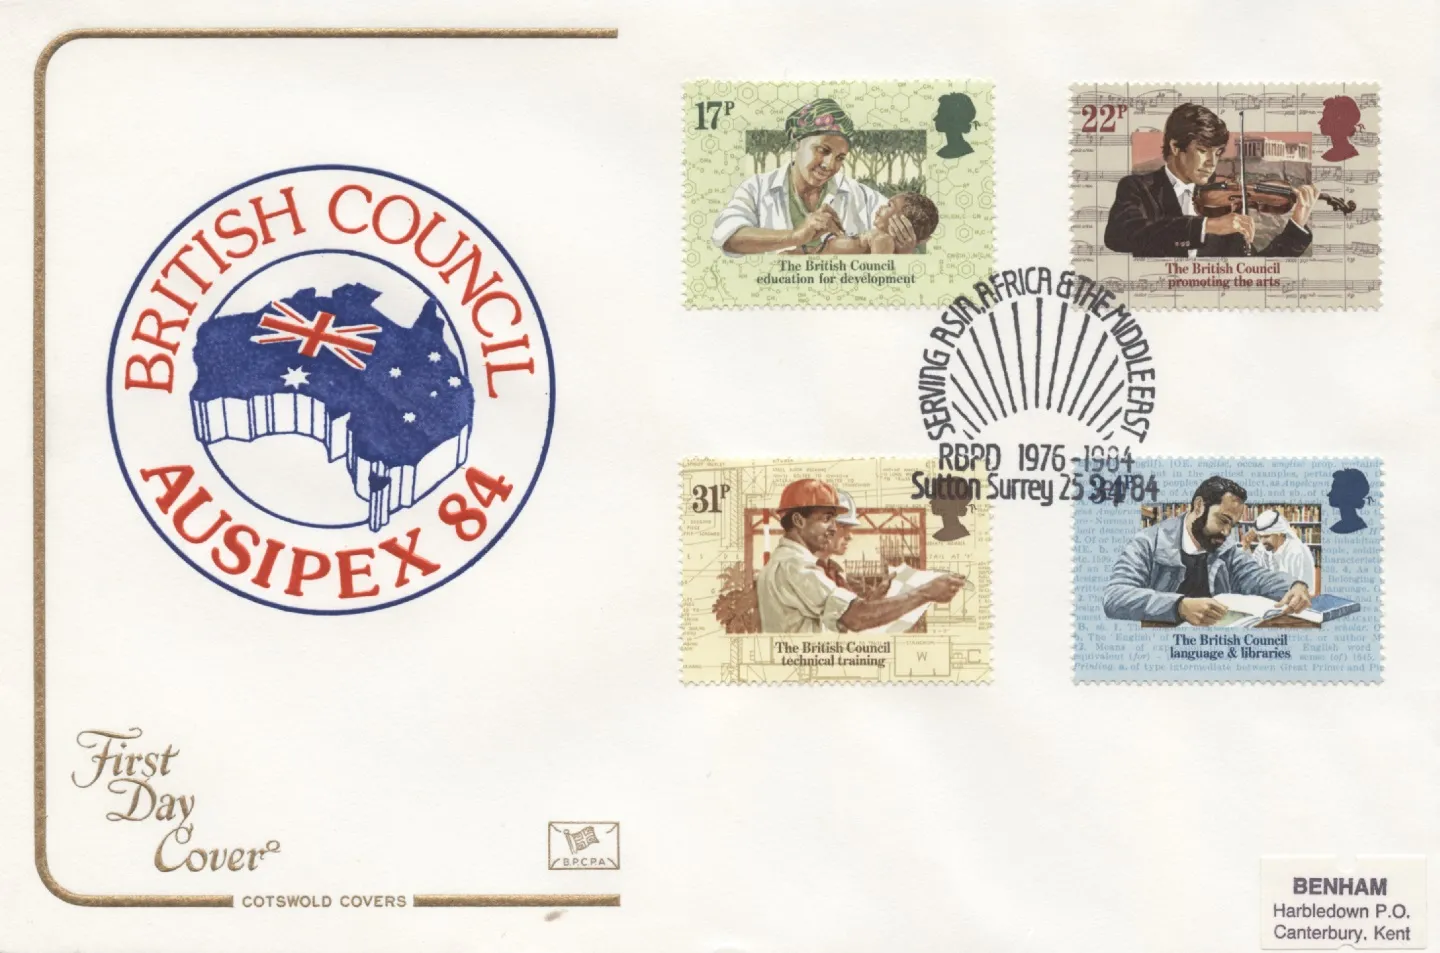 BRITISH COUNCIL
AUSIPEX 84
First
Day
Cover
COTSWOLD COVERS
B.P.C.P.A.
17P
The British Council
education for development
22P
The British Council
promoting the arts
SERVING ASIA, AFRICA & THE MIDDLE EAST
RBPD 1976-1984
Sutton Surrey 25 9 84
31P
The British Council
technical training
W
34P
The British Council
language & libraries
BENHAM
Harbledown P.O.
Canterbury, Kent